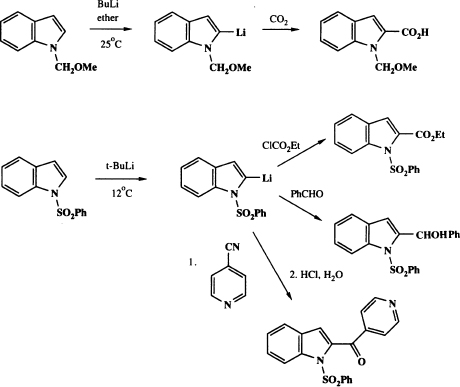 BuLi
ether
25°C
N
CH₂OMe
Li
N
CH₂OMe
CO₂
CO₂H
N
CH₂OMe
N
SO₂Ph
t-BuLi
12°C
Li
N
SO₂Ph
ClCO₂Et
CO₂Et
N
SO₂Ph
PhCHO
CHOHPh
N
SO₂Ph
1.
CN
N
2. HCl, H₂O
N
N
O
SO₂Ph